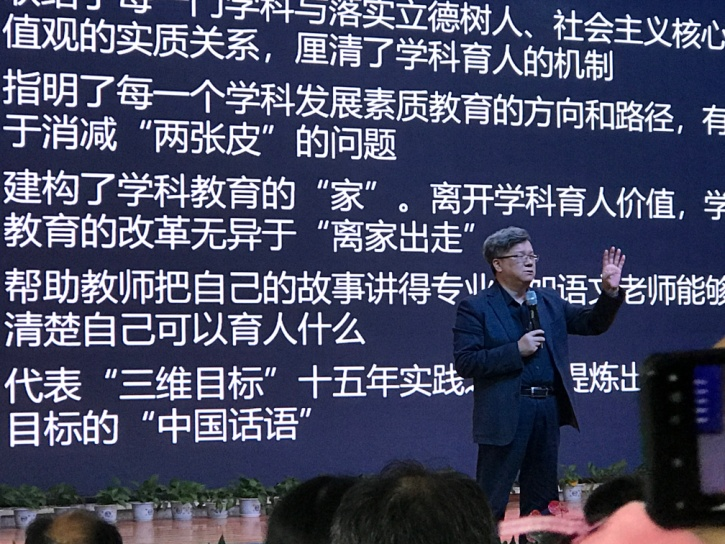 每一门学科与落实立德树人、社会主义核心
值观的实质关系，厘清了学科育人的机制
指明了每一个学科发展素质教育的方向和路径，有
于消减“两张皮”的问题
建构了学科教育的“家”。离开学科育人价值，学
教育的改革无异于“离家出走”
帮助教师把自己的故事讲得专业 如语文老师能够
清楚自己可以育人什么
代表“三维目标”十五年实践 提炼出
目标的“中国话语”